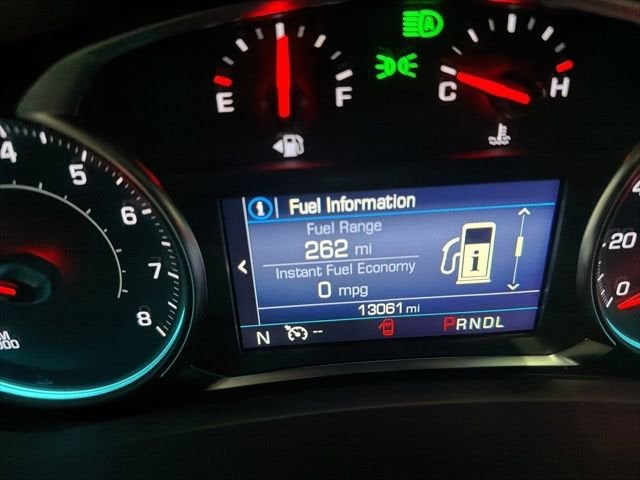 E F
C H
4
5
6
7
8
i Fuel Information
Fuel Range
262 mi
Instant Fuel Economy
0 mpg
i
13061 mi
N -- PRNDL
20
0
A